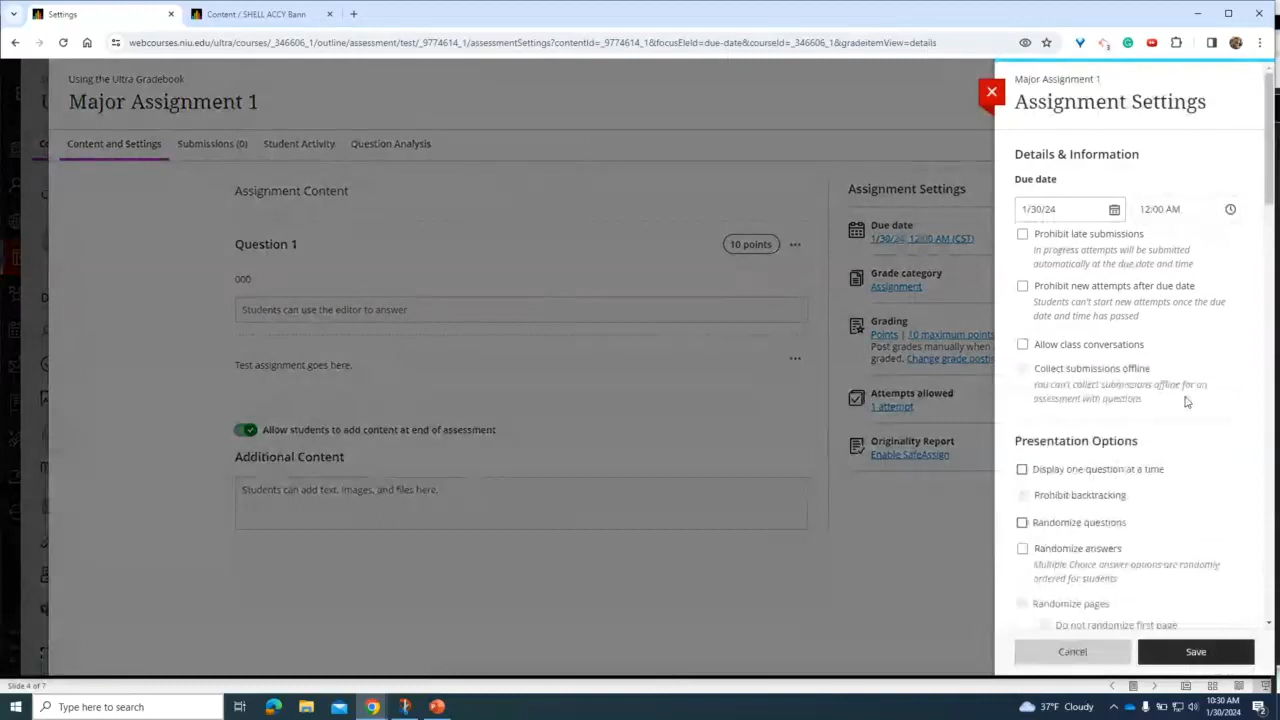 Settings
Content / SHELL ACCY Bann
webcourses.niu.edu/ultra/courses/_346606_1/outline/assessment/test/_9774614_1/assessmentSettings?contentId=_9774614_1&focusEleId=due-date&courseId=_346606_1&gradeitemView=details
Using the Ultra Gradebook
Major Assignment 1
Content and Settings
Submissions (0)
Student Activity
Question Analysis
Assignment Content
Question 1
10 points
000
Students can use the editor to answer
Test assignment goes here.
Allow students to add content at end of assessment
Additional Content
Students can add text, images, and files here.
Assignment Settings
Due date
1/30/24, 12:00 AM (CST)
Grade category
Assignment
Grading
Points | 10 maximum points
Post grades manually when
graded. Change grade posti
Attempts allowed
1 attempt
Originality Report
Enable SafeAssign
Major Assignment 1
Assignment Settings
Details & Information
Due date
1/30/24
12:00 AM
Prohibit late submissions
In progress attempts will be submitted
automatically at the due date and time
Prohibit new attempts after due date
Students can't start new attempts once the due
date and time has passed
Allow class conversations
Collect submissions offline
You can't collect submissions offline for an
assessment with questions
Presentation Options
Display one question at a time
Prohibit backtracking
Randomize questions
Randomize answers
Multiple Choice answer options are randomly
ordered for students
Randomize pages
Do not randomize first page
Cancel
Save
Slide 4 of 7
Type here to search
37°F Cloudy
10:30 AM
1/30/2024